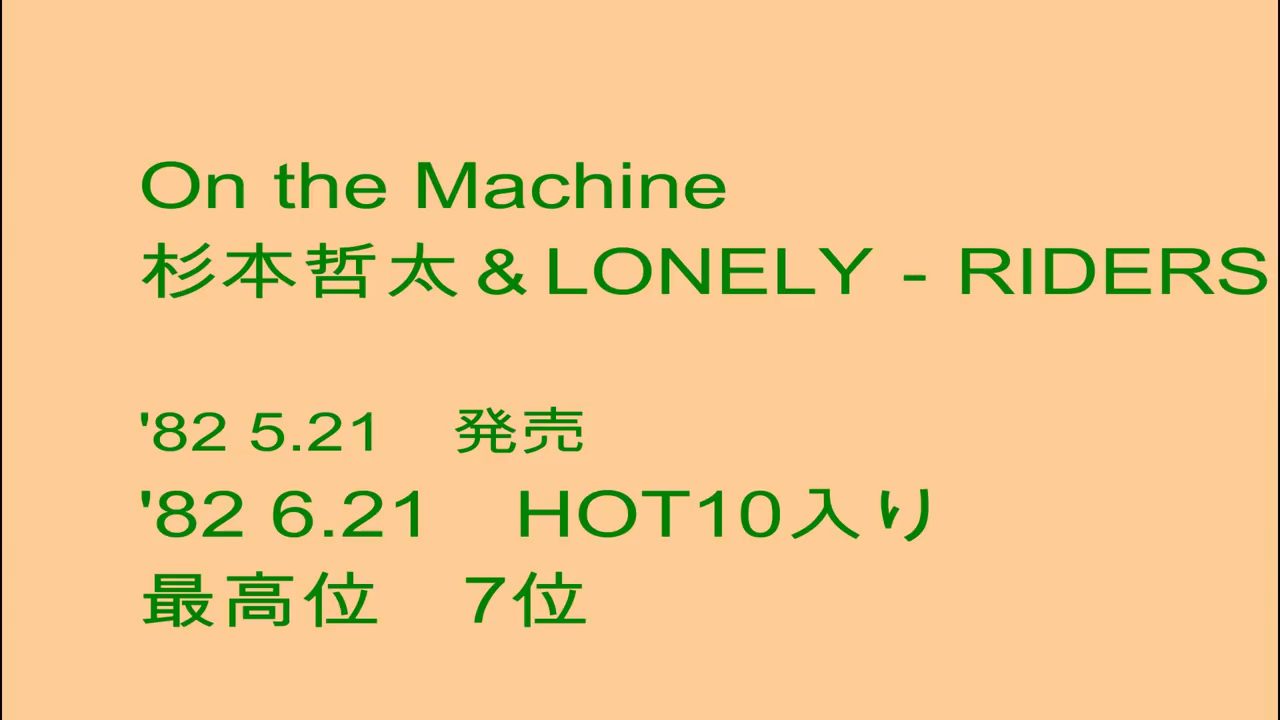 On the Machine
杉本哲太＆LONELY - RIDERS
'82 5.21　発売
'82 6.21　HOT10入り
最高位　7位